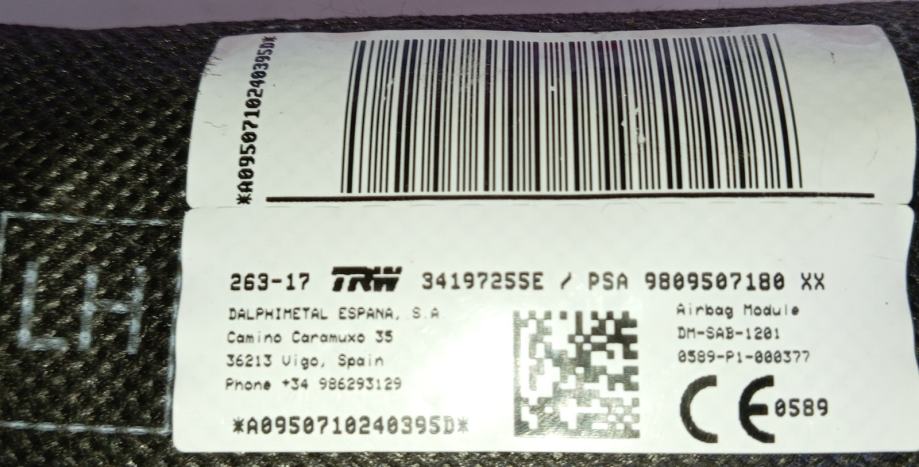 *A0950710240395D*
263-17 TRW 34197255E / PSA 9809507180 XX
DALPHIMETAL ESPANA, S.A
Camino Caramuxo 35
36213 Vigo, Spain
Phone +34 986293129
*A0950710240395D*
Airbag Module
DM-SAB-1201
0589-P1-000377
CE 0589
LH